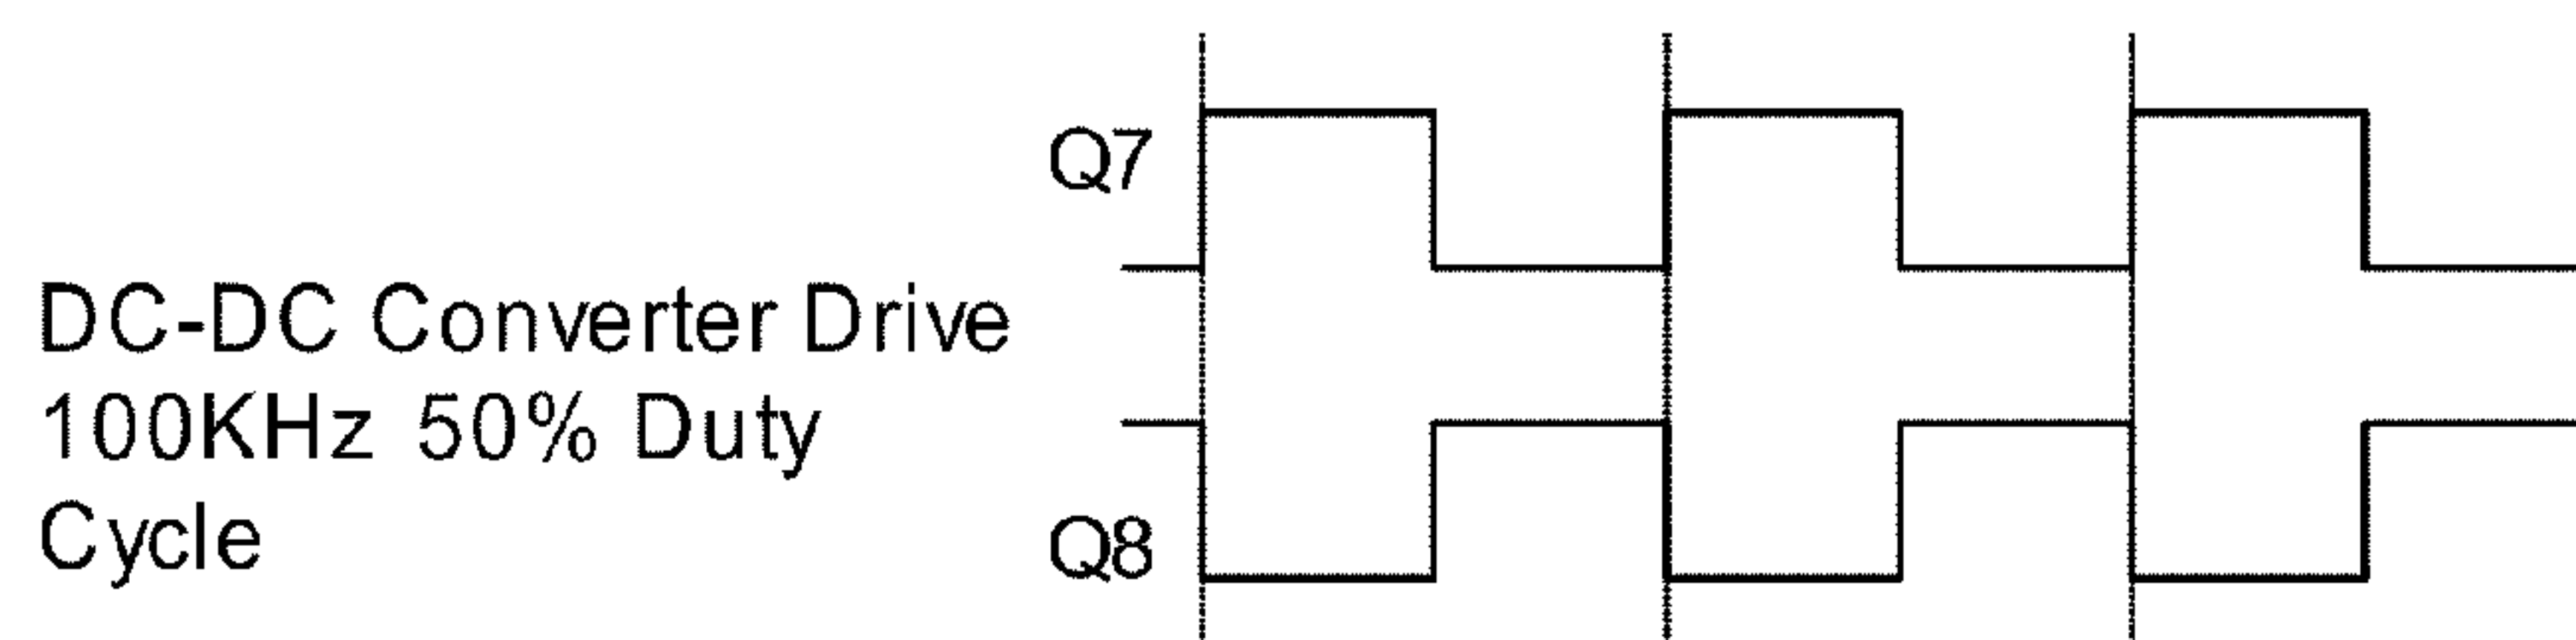 Q7
DC-DC Converter Drive
100KHz 50% Duty
Cycle
Q8